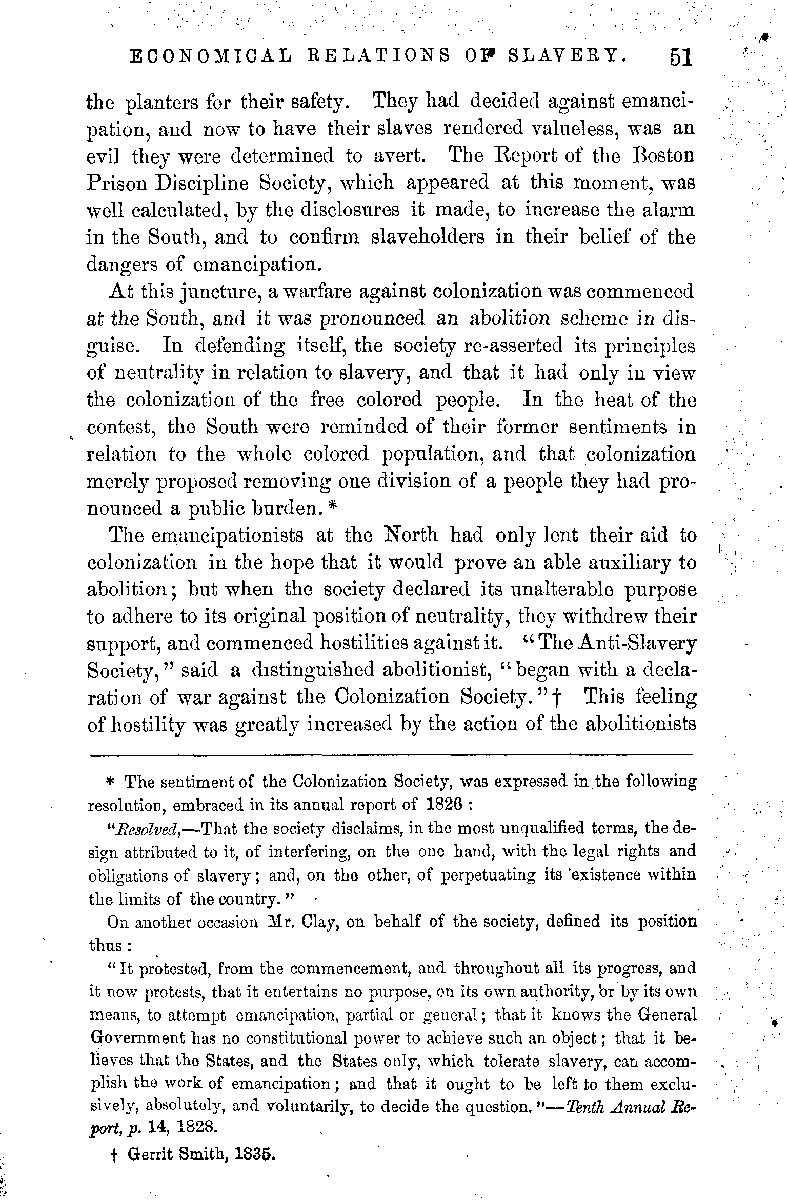 ECONOMICAL RELATIONS OF SLAVERY. 51
the planters for their safety. They had decided against emanci-
pation, and now to have their slaves rendered valueless, was an
evil they were determined to avert. The Report of the Boston
Prison Discipline Society, which appeared at this moment, was
well calculated, by the disclosures it made, to increase the alarm
in the South, and to confirm slaveholders in their belief of the
dangers of emancipation.
At this juncture, a warfare against colonization was commenced
at the South, and it was pronounced an abolition scheme in dis-
guise. In defending itself, the society re-asserted its principles
of neutrality in relation to slavery, and that it had only in view
the colonization of the free colored people. In the heat of the
contest, the South were reminded of their former sentiments in
relation to the whole colored population, and that colonization
merely proposed removing one division of a people they had pro-
nounced a public burden. *
The emancipationists at the North had only lent their aid to
colonization in the hope that it would prove an able auxiliary to
abolition; but when the society declared its unalterable purpose
to adhere to its original position of neutrality, they withdrew their
support, and commenced hostilities against it. "The Anti-Slavery
Society," said a distinguished abolitionist, "began with a decla-
ration of war against the Colonization Society." † This feeling
of hostility was greatly increased by the action of the abolitionists
* The sentiment of the Colonization Society, was expressed in the following
resolution, embraced in its annual report of 1826 :
"Resolved,—That the society disclaims, in the most unqualified terms, the de-
sign attributed to it, of interfering, on the one hand, with the legal rights and
obligations of slavery; and, on the other, of perpetuating its existence within
the limits of the country."
On another occasion Mr. Clay, on behalf of the society, defined its position
thus :
"It protested, from the commencement, and throughout all its progress, and
it now protests, that it entertains no purpose, on its own authority, or by its own
means, to attempt emancipation, partial or general; that it knows the General
Government has no constitutional power to achieve such an object; that it be-
lieves that the States, and the States only, which tolerate slavery, can accom-
plish the work of emancipation; and that it ought to be left to them exclu-
sively, absolutely, and voluntarily, to decide the question."—Tenth Annual Re-
port, p. 14, 1828.
† Gerrit Smith, 1835.